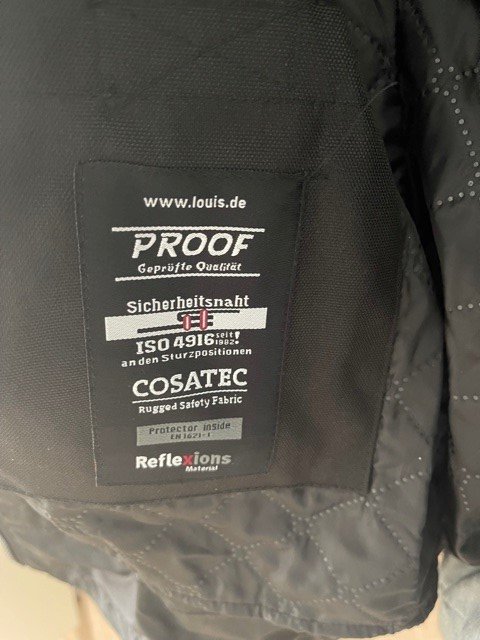 www.louis.de
PROOF
Geprüfte Qualität
Sicherheitsnaht
ISO 4916 seit 1982!
an den Sturzpositionen
COSATEC
Rugged Safety Fabric
Protector inside
EN 1621-1
Reflexions
Material